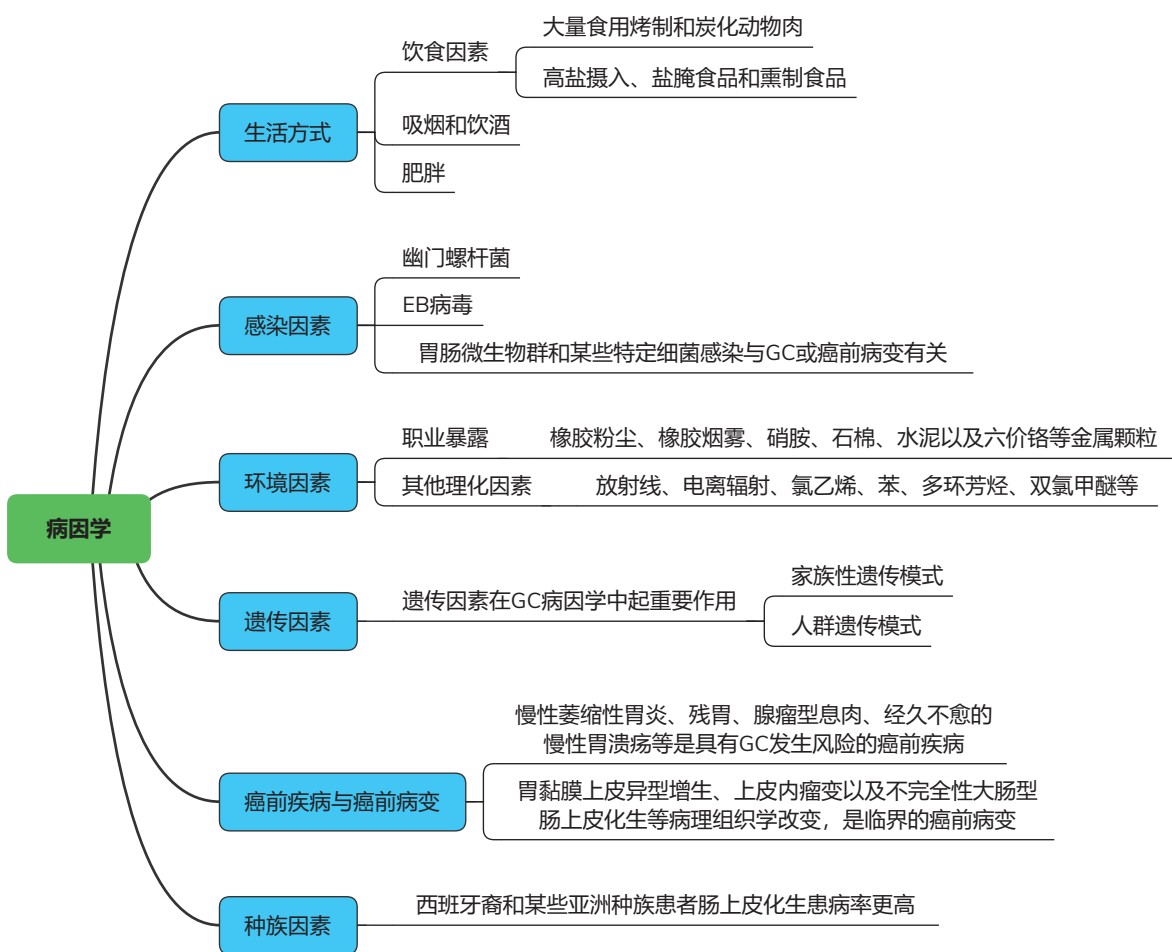 病因学
生活方式
饮食因素
大量食用烤制和炭化动物肉
高盐摄入、盐腌食品和熏制食品
吸烟和饮酒
肥胖
感染因素
幽门螺杆菌
EB病毒
胃肠微生物群和某些特定细菌感染与GC或癌前病变有关
环境因素
职业暴露
橡胶粉尘、橡胶烟雾、硝胺、石棉、水泥以及六价铬等金属颗粒
其他理化因素
放射线、电离辐射、氯乙烯、苯、多环芳烃、双氯甲醚等
遗传因素
遗传因素在GC病因学中起重要作用
家族性遗传模式
人群遗传模式
癌前疾病与癌前病变
慢性萎缩性胃炎、残胃、腺瘤型息肉、经久不愈的
慢性胃溃疡等是具有GC发生风险的癌前疾病
胃黏膜上皮异型增生、上皮内瘤变以及不完全性大肠型
肠上皮化生等病理组织学改变，是临界的癌前病变
种族因素
西班牙裔和某些亚洲种族患者肠上皮化生患病率更高